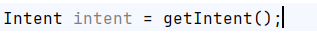 Intent intent = getIntent();